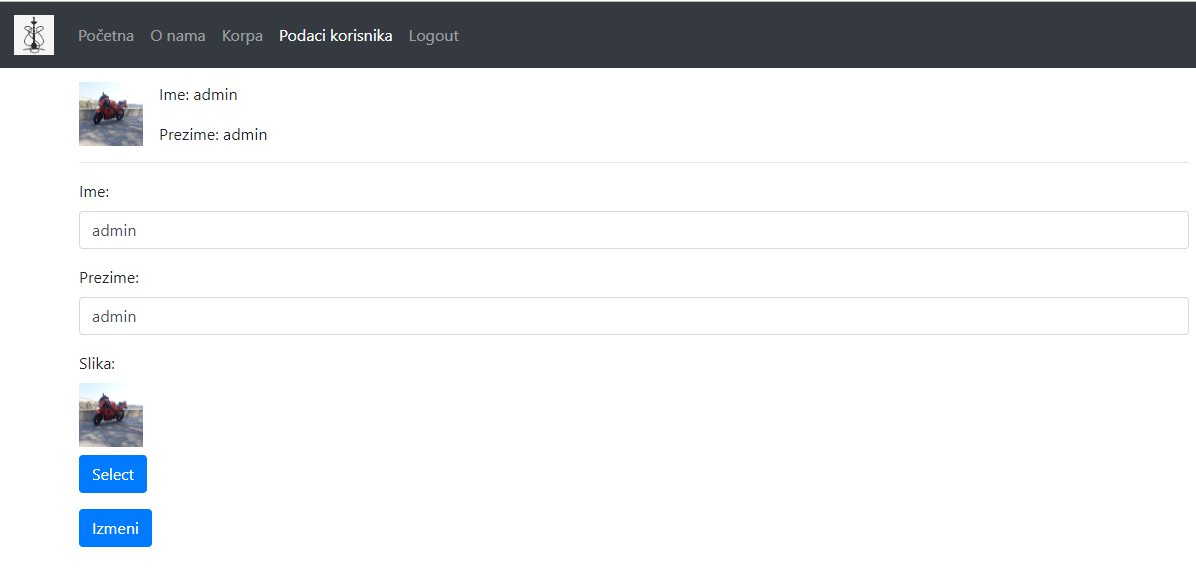 Početna O nama Korpa Podaci korisnika Logout
Ime: admin
Prezime: admin
Ime:
admin
Prezime:
admin
Slika:
Select
Izmeni